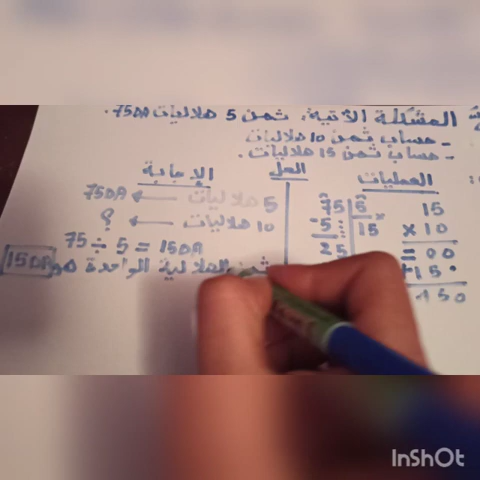 المشكلة الآتية: ثمن 5 هلاليات 75DA.
- حساب ثمن 10 هلاليات
- حساب ثمن 15 هلاليات.
الحل
العمليات
الإجابة
5 هلاليات ← 75DA
10 هلاليات ← ?
75 ÷ 5 = 15DA
ثمن الهلالية الواحدة هو 15DA
75 5
- 5 15
25
15
× 10
= 00
+ 15•
150
InShOt